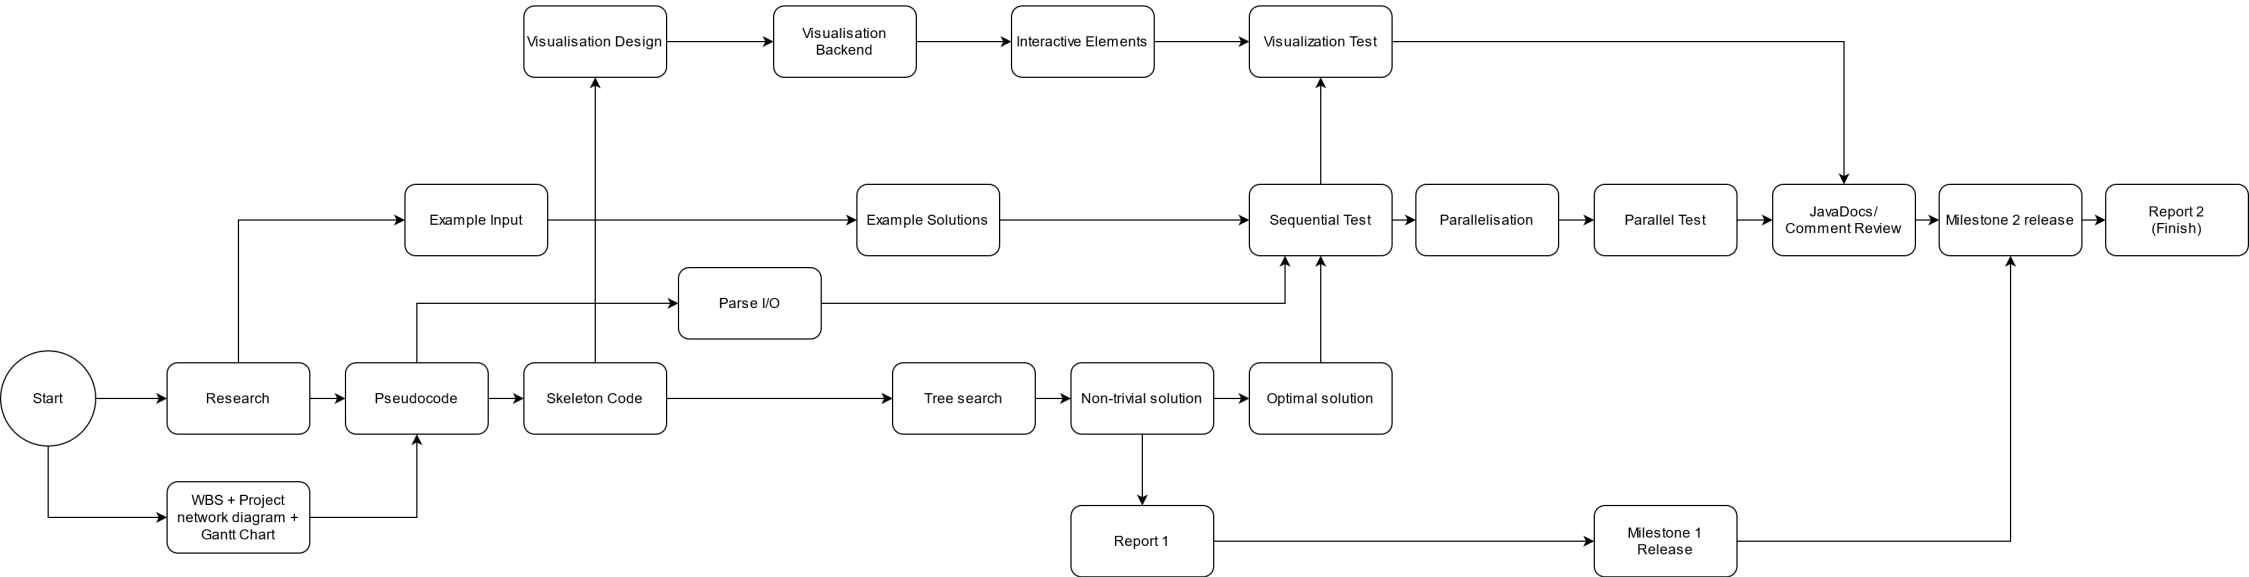 Visualisation Design
Visualisation
Backend
Interactive Elements
Visualization Test
Example Input
Example Solutions
Sequential Test
Parallelisation
Parallel Test
JavaDocs/
Comment Review
Milestone 2 release
Report 2
(Finish)
Parse I/O
Start
Research
Pseudocode
Skeleton Code
Tree search
Non-trivial solution
Optimal solution
WBS + Project
network diagram +
Gantt Chart
Report 1
Milestone 1
Release